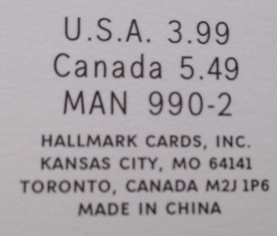 U.S.A. 3.99
Canada 5.49
MAN 990-2
HALLMARK CARDS, INC.
KANSAS CITY, MO 64141
TORONTO, CANADA M2J 1P6
MADE IN CHINA